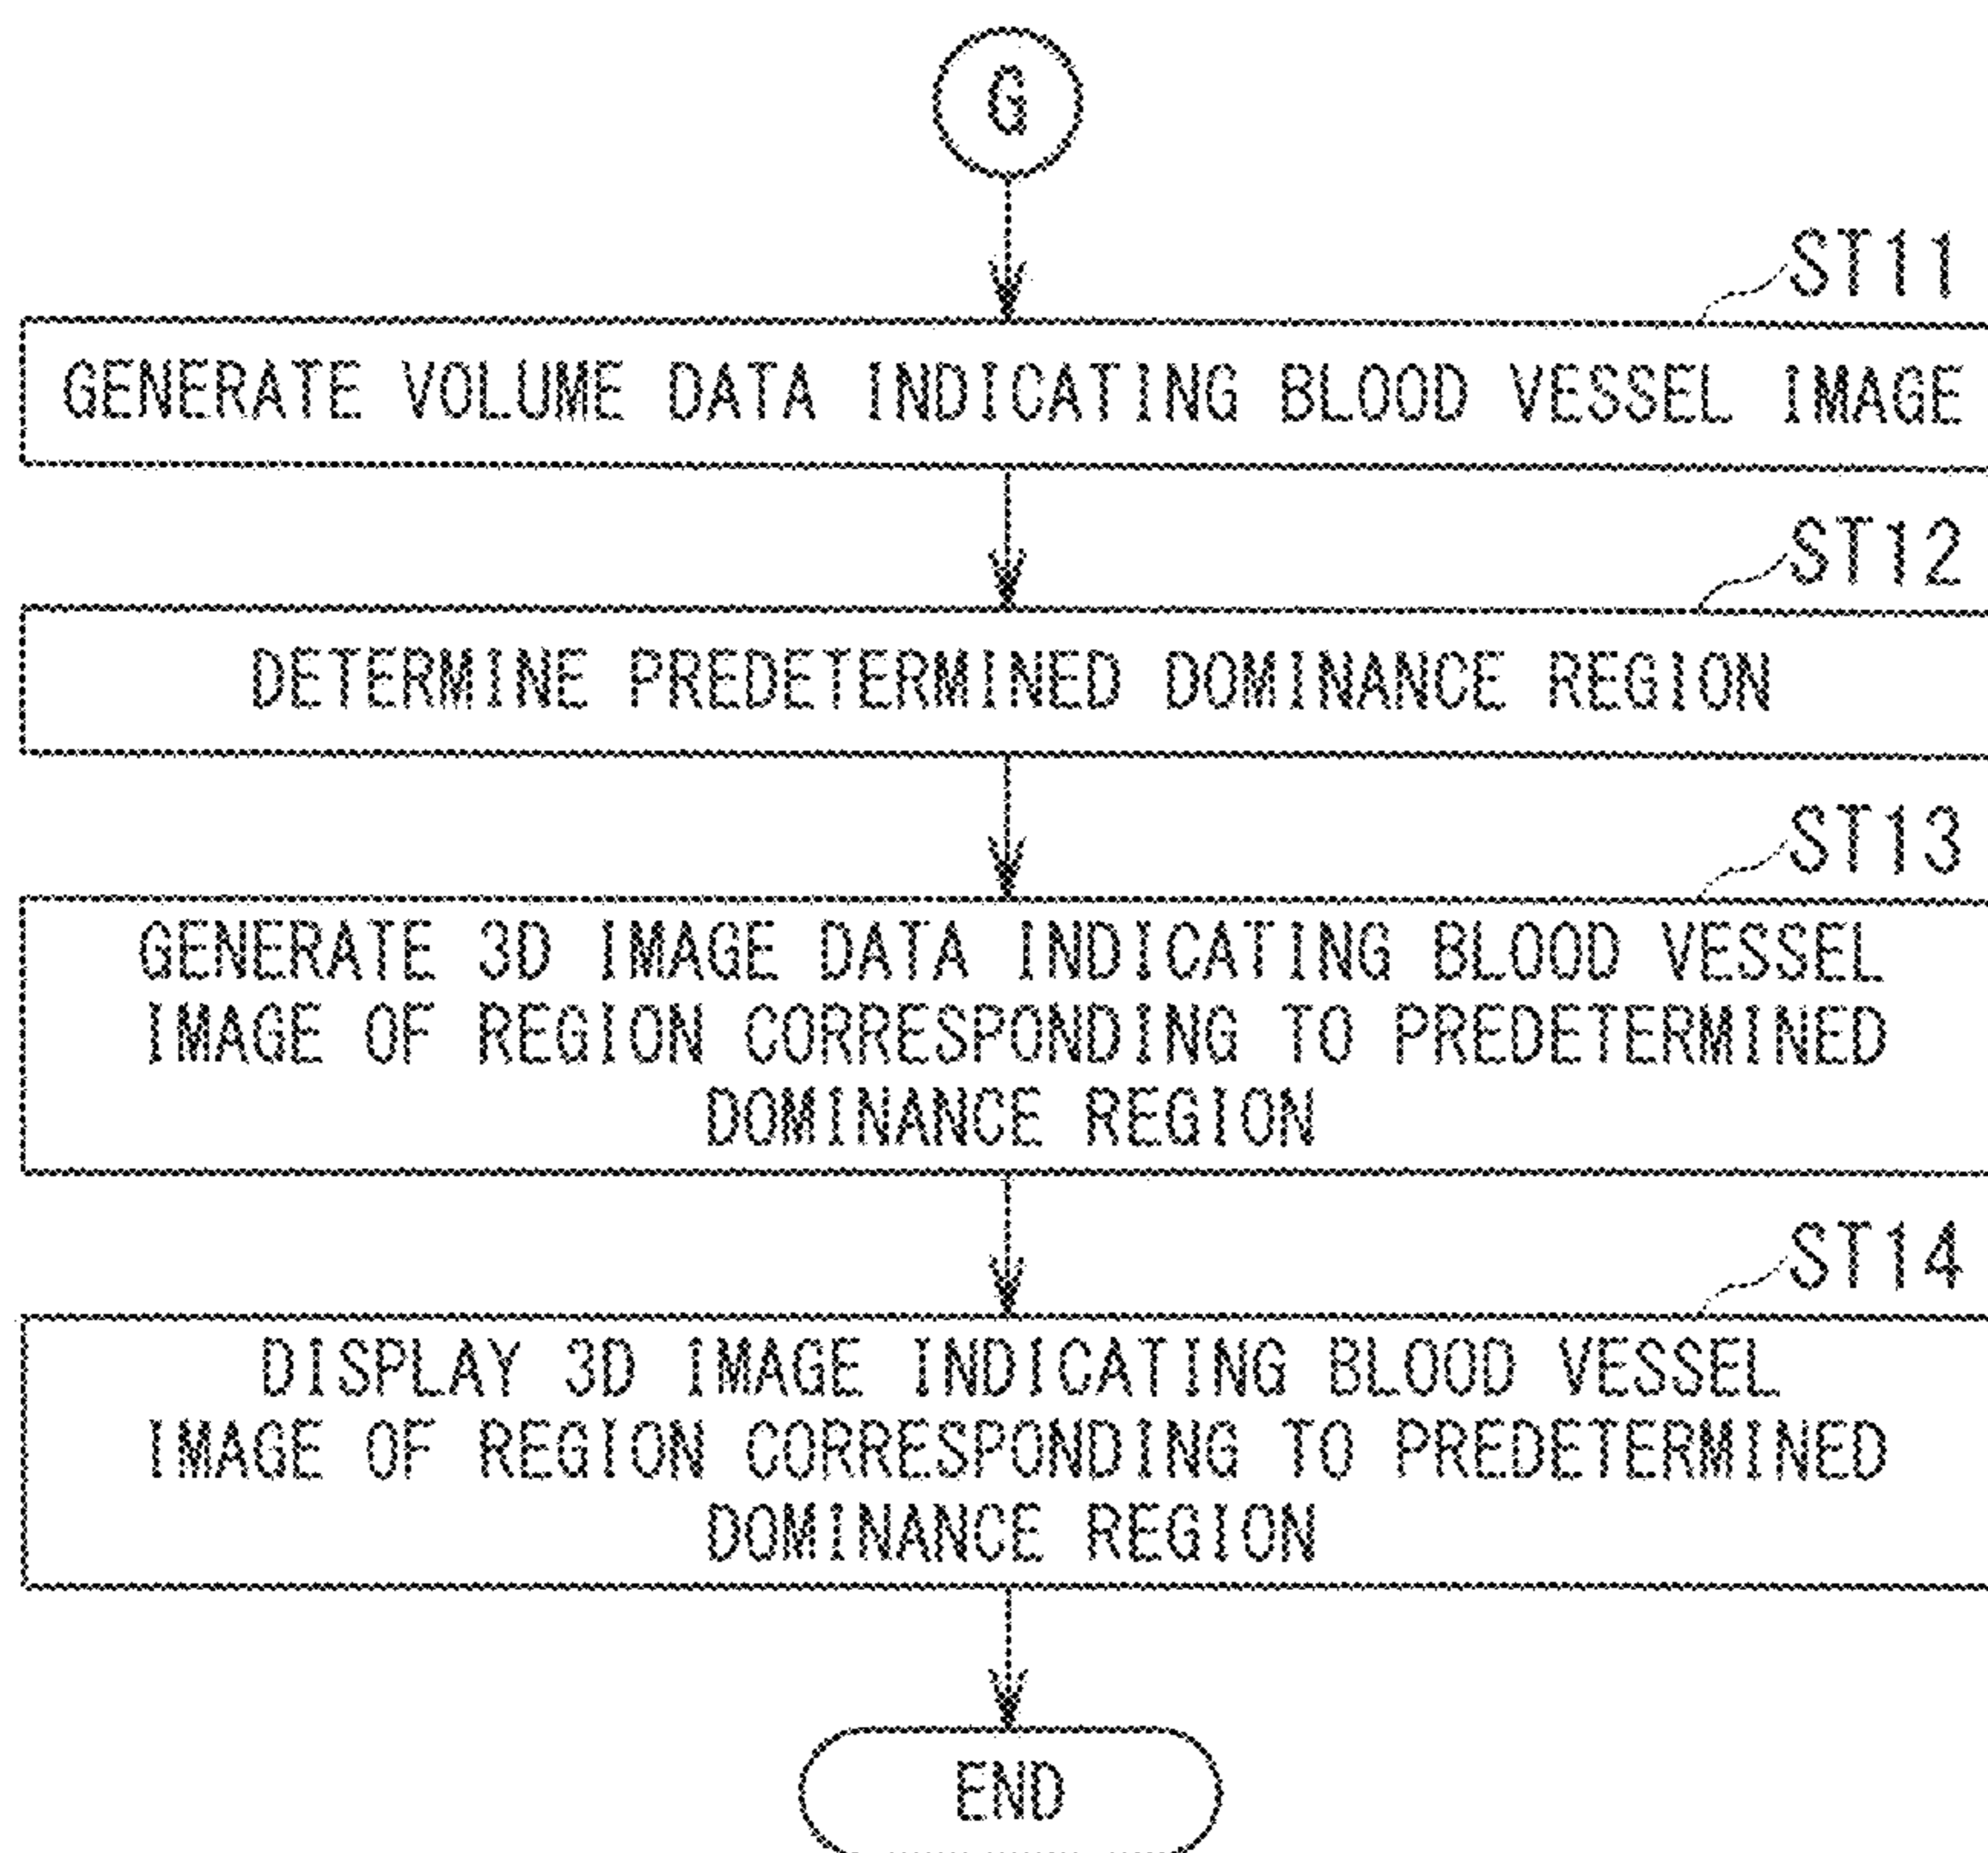 G
ST11
GENERATE VOLUME DATA INDICATING BLOOD VESSEL IMAGE
ST12
DETERMINE PREDETERMINED DOMINANCE REGION
ST13
GENERATE 3D IMAGE DATA INDICATING BLOOD VESSEL
IMAGE OF REGION CORRESPONDING TO PREDETERMINED
DOMINANCE REGION
ST14
DISPLAY 3D IMAGE INDICATING BLOOD VESSEL
IMAGE OF REGION CORRESPONDING TO PREDETERMINED
DOMINANCE REGION
END